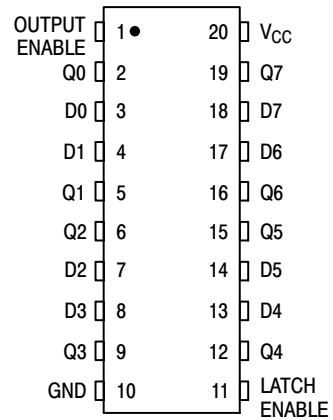 OUTPUT ENABLE 1 20 VCC
Q0 2 19 Q7
D0 3 18 D7
D1 4 17 D6
Q1 5 16 Q6
Q2 6 15 Q5
D2 7 14 D5
D3 8 13 D4
Q3 9 12 Q4
GND 10 11 LATCH ENABLE